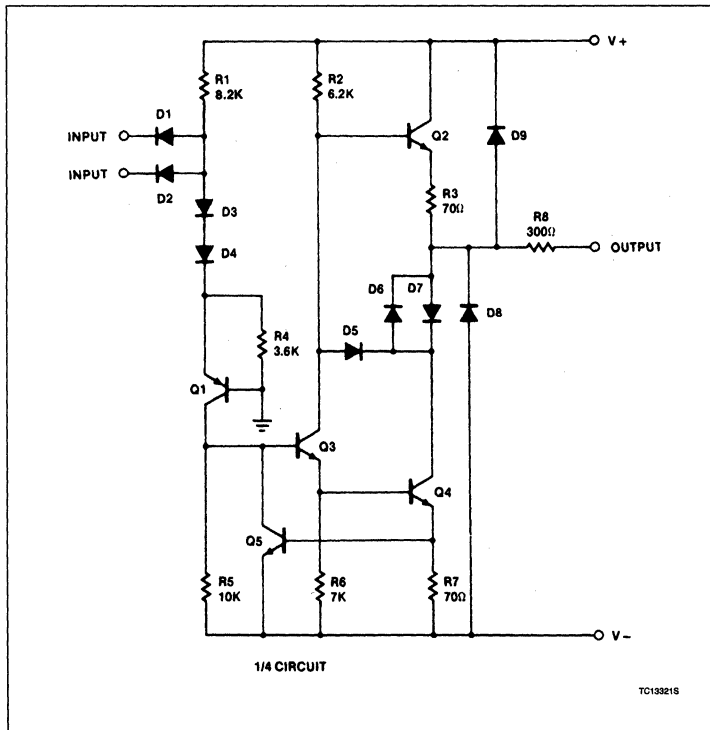 V+
R1
8.2K
R2
6.2K
D1
INPUT
Q2
D9
INPUT
D2
D3
R3
70Ω
R8
300Ω
OUTPUT
D4
D6
D7
D8
R4
3.6K
D5
Q1
Q3
Q4
Q5
R5
10K
R6
7K
R7
70Ω
V-
1/4 CIRCUIT
TC13321S